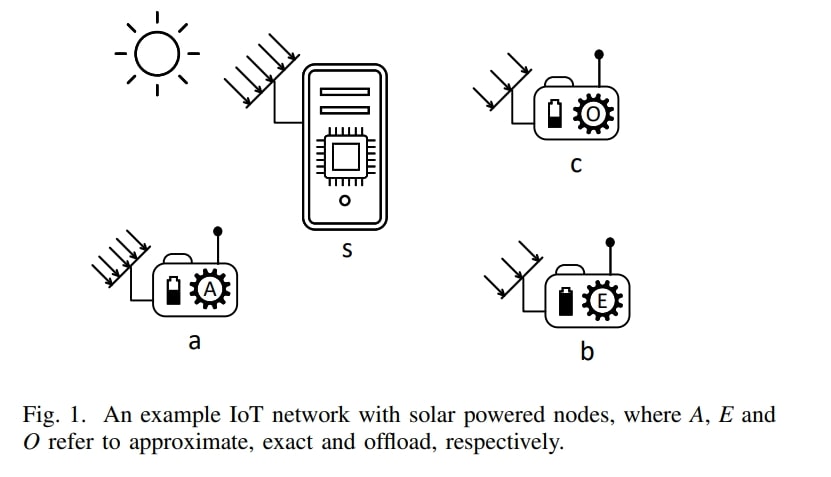 O
c
s
A
a
E
b
Fig. 1. An example IoT network with solar powered nodes, where A, E and
O refer to approximate, exact and offload, respectively.